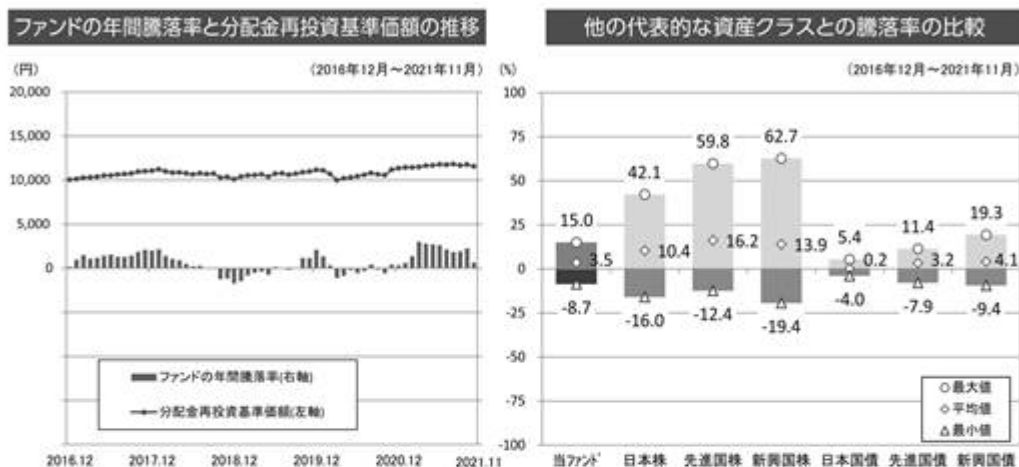 ファンドの年間騰落率と分配金再投資基準価額の推移
(円)
(2016年12月～2021年11月)
20,000
15,000
10,000
5,000
0
ファンドの年間騰落率(右軸)
分配金再投資基準価額(左軸)
2016.12 2017.12 2018.12 2019.12 2020.12 2021.11
他の代表的な資産クラスとの騰落率の比較
(%)
(2016年12月～2021年11月)
100
75
50
25
0
-25
-50
-75
-100
15.0 42.1 59.8 62.7 5.4 11.4 19.3
3.5 10.4 16.2 13.9 0.2 3.2 4.1
-8.7 -16.0 -12.4 -19.4 -4.0 -7.9 -9.4
最大値
平均値
最小値
当ファンド 日本株 先進国株 新興国株 日本国債 先進国債 新興国債